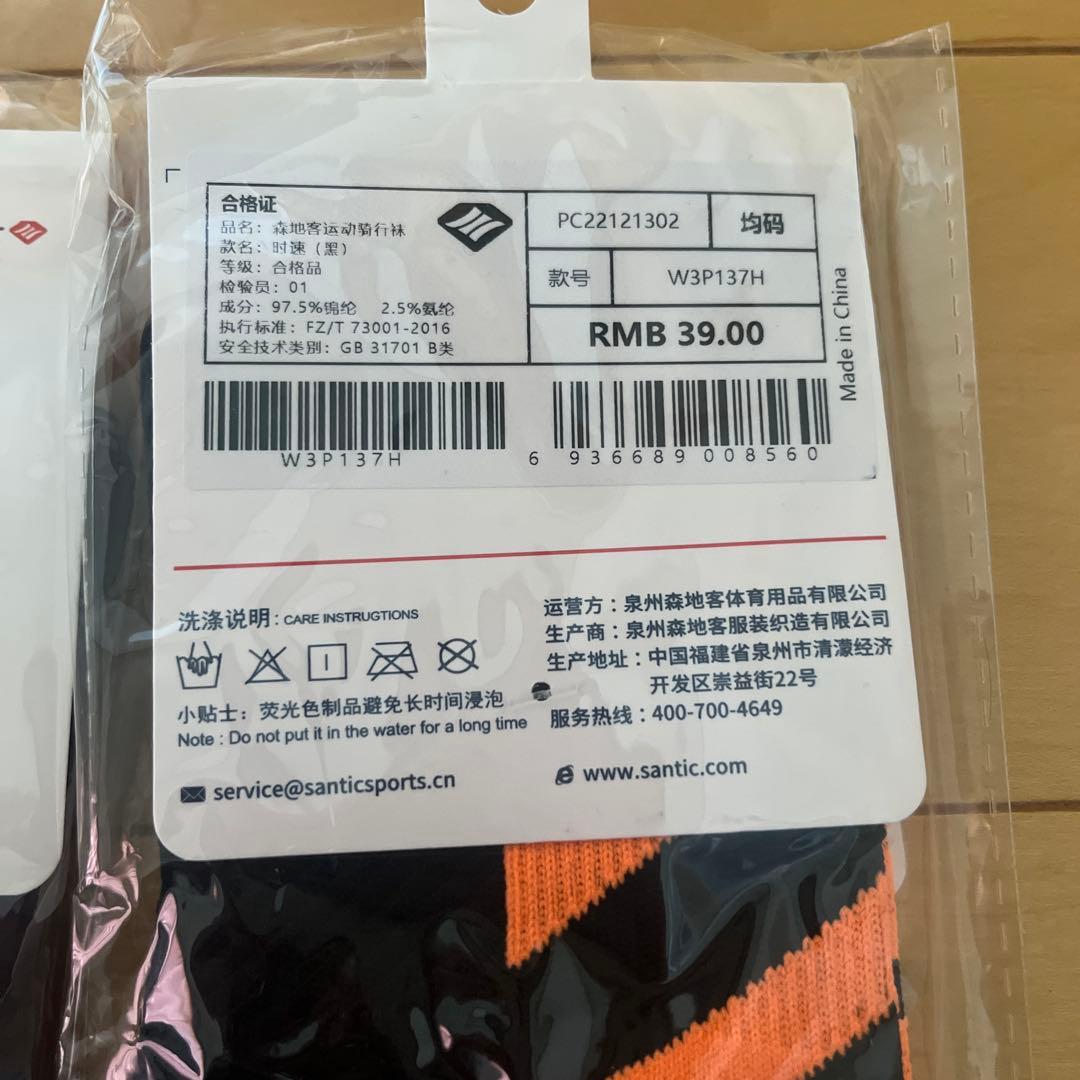 合格证
品名：森地客运动骑行袜
款名：时速（黑）
等级：合格品
检验员：01
成分：97.5%锦纶 2.5%氨纶
执行标准：FZ/T 73001-2016
安全技术类别：GB 31701 B类
PC22121302 均码
款号 W3P137H
RMB 39.00
Made in China
W3P137H
6 936689 008560
洗涤说明：CARE INSTRUGTIONS
小贴士：荧光色制品避免长时间浸泡
Note : Do not put it in the water for a long time
service@santicsports.cn
运营方：泉州森地客体育用品有限公司
生产商：泉州森地客服装织造有限公司
生产地址：中国福建省泉州市清濛经济
开发区崇益街22号
服务热线：400-700-4649
www.santic.com